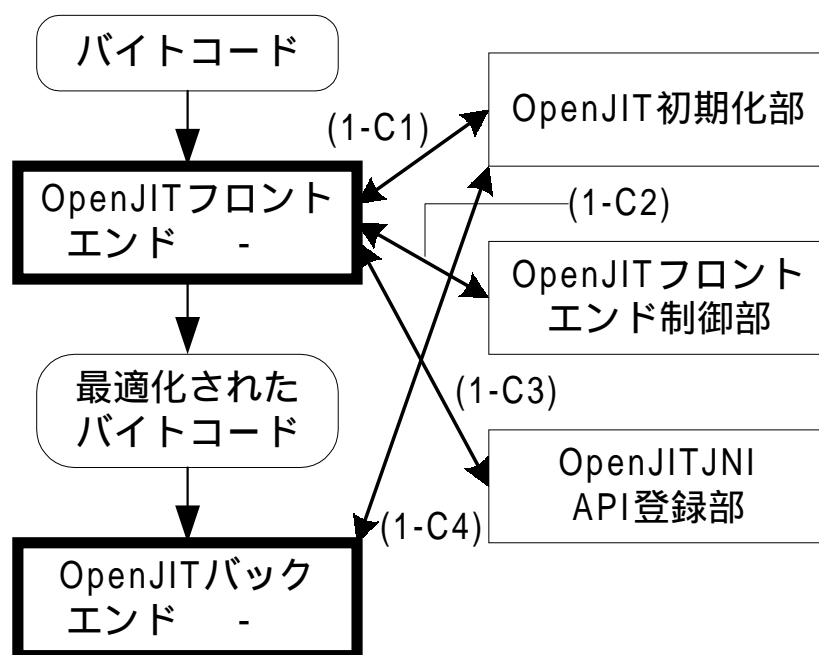 バイトコード
OpenJIT初期化部
(1-C1)
OpenJITフロント
エンド -
(1-C2)
OpenJITフロント
エンド制御部
最適化された
バイトコード
(1-C3)
OpenJITJNI
API登録部
(1-C4)
OpenJITバック
エンド -